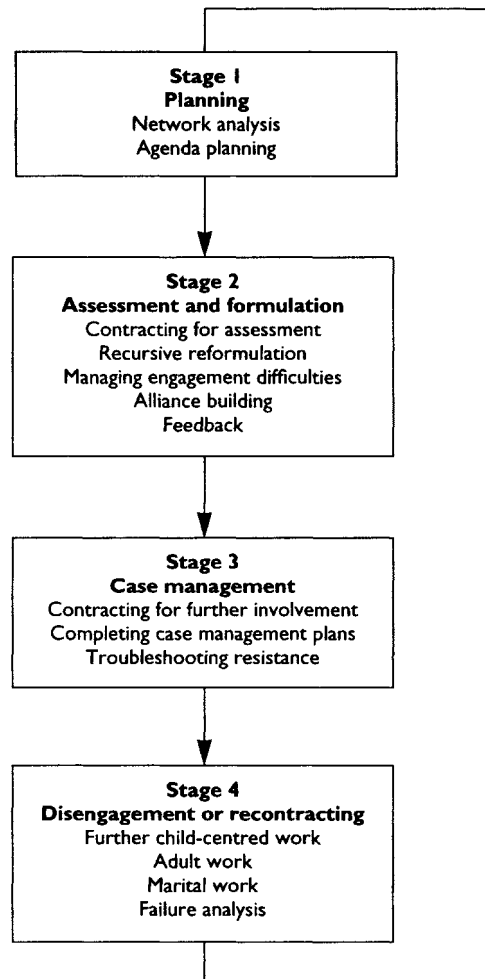 Stage 1
Planning
Network analysis
Agenda planning
Stage 2
Assessment and formulation
Contracting for assessment
Recursive reformulation
Managing engagement difficulties
Alliance building
Feedback
Stage 3
Case management
Contracting for further involvement
Completing case management plans
Troubleshooting resistance
Stage 4
Disengagement or recontracting
Further child-centred work
Adult work
Marital work
Failure analysis